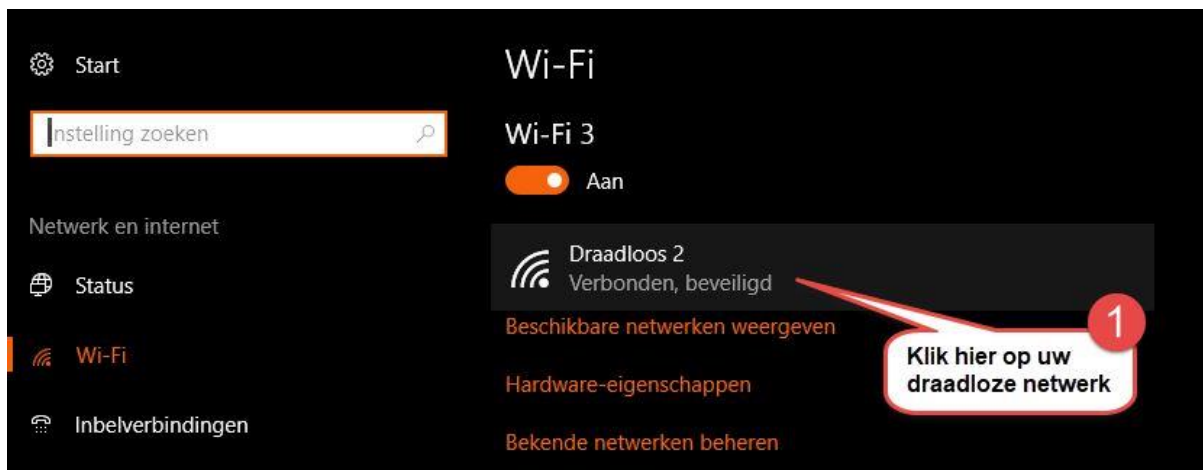 Start
Instelling zoeken
Netwerk en internet
Status
Wi-Fi
Inbelverbindingen
Wi-Fi
Wi-Fi 3
Aan
Draadloos 2
Verbonden, beveiligd
Beschikbare netwerken weergeven
Hardware-eigenschappen
Bekende netwerken beheren
1
Klik hier op uw
draadloze netwerk